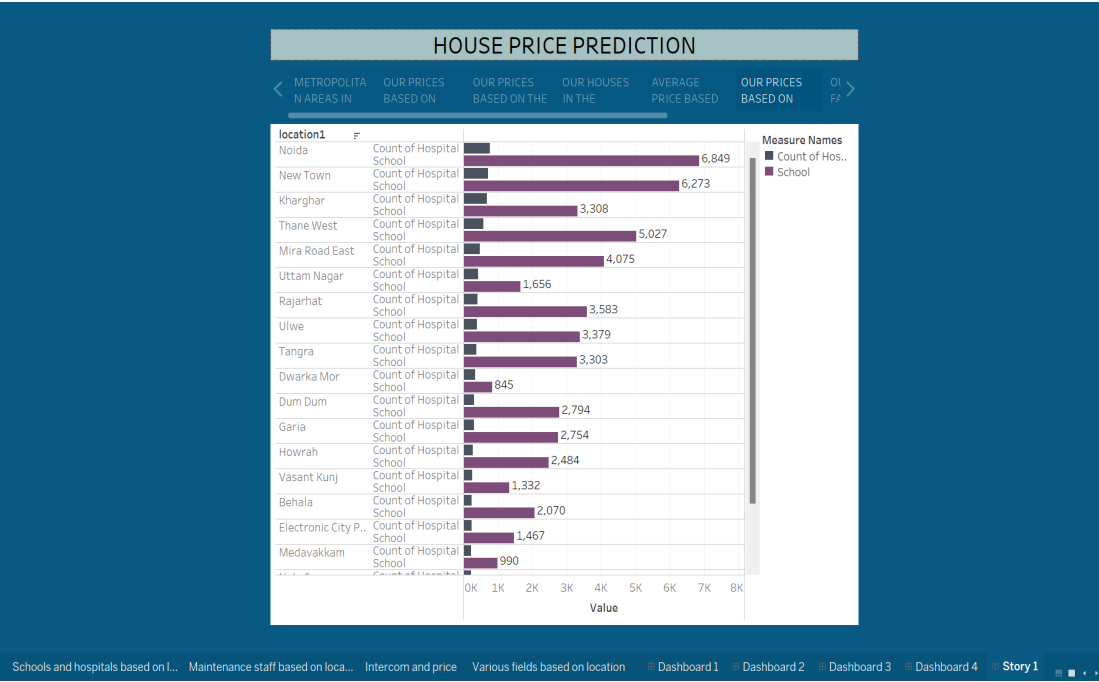 HOUSE PRICE PREDICTION
METROPOLITA
N AREAS IN
OUR PRICES
BASED ON
OUR PRICES
BASED ON THE
OUR HOUSES
IN THE
AVERAGE
PRICE BASED
OUR PRICES
BASED ON
location1
Measure Names
Count of Hos..
School
Noida
Count of Hospital
School
6,849
New Town
Count of Hospital
School
6,273
Kharghar
Count of Hospital
School
3,308
Thane West
Count of Hospital
School
5,027
Mira Road East
Count of Hospital
School
4,075
Uttam Nagar
Count of Hospital
School
1,656
Rajarhat
Count of Hospital
School
3,583
Ulwe
Count of Hospital
School
3,379
Tangra
Count of Hospital
School
3,303
Dwarka Mor
Count of Hospital
School
845
Dum Dum
Count of Hospital
School
2,794
Garia
Count of Hospital
School
2,754
Howrah
Count of Hospital
School
2,484
Vasant Kunj
Count of Hospital
School
1,332
Behala
Count of Hospital
School
2,070
Electronic City P..
Count of Hospital
School
1,467
Medavakkam
Count of Hospital
School
990
Count of Hospital
0K 1K 2K 3K 4K 5K 6K 7K 8K
Value
Schools and hospitals based on l... Maintenance staff based on loca... Intercom and price Various fields based on location Dashboard 1 Dashboard 2 Dashboard 3 Dashboard 4 Story 1